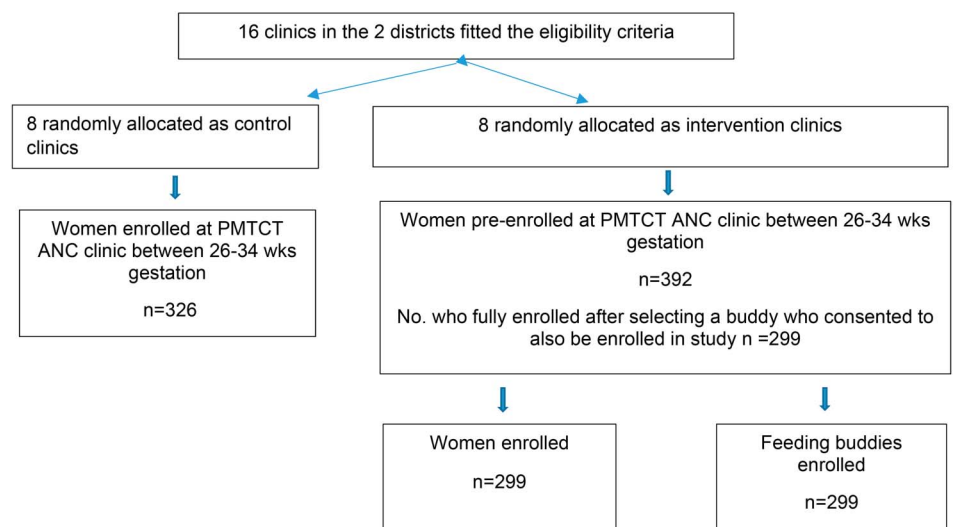 16 clinics in the 2 districts fitted the eligibility criteria
8 randomly allocated as control
clinics
8 randomly allocated as intervention clinics
Women enrolled at PMTCT
ANC clinic between 26-34 wks
gestation
n=326
Women pre-enrolled at PMTCT ANC clinic between 26-34 wks
gestation
n=392
No. who fully enrolled after selecting a buddy who consented to
also be enrolled in study n =299
Women enrolled
n=299
Feeding buddies
enrolled
n=299